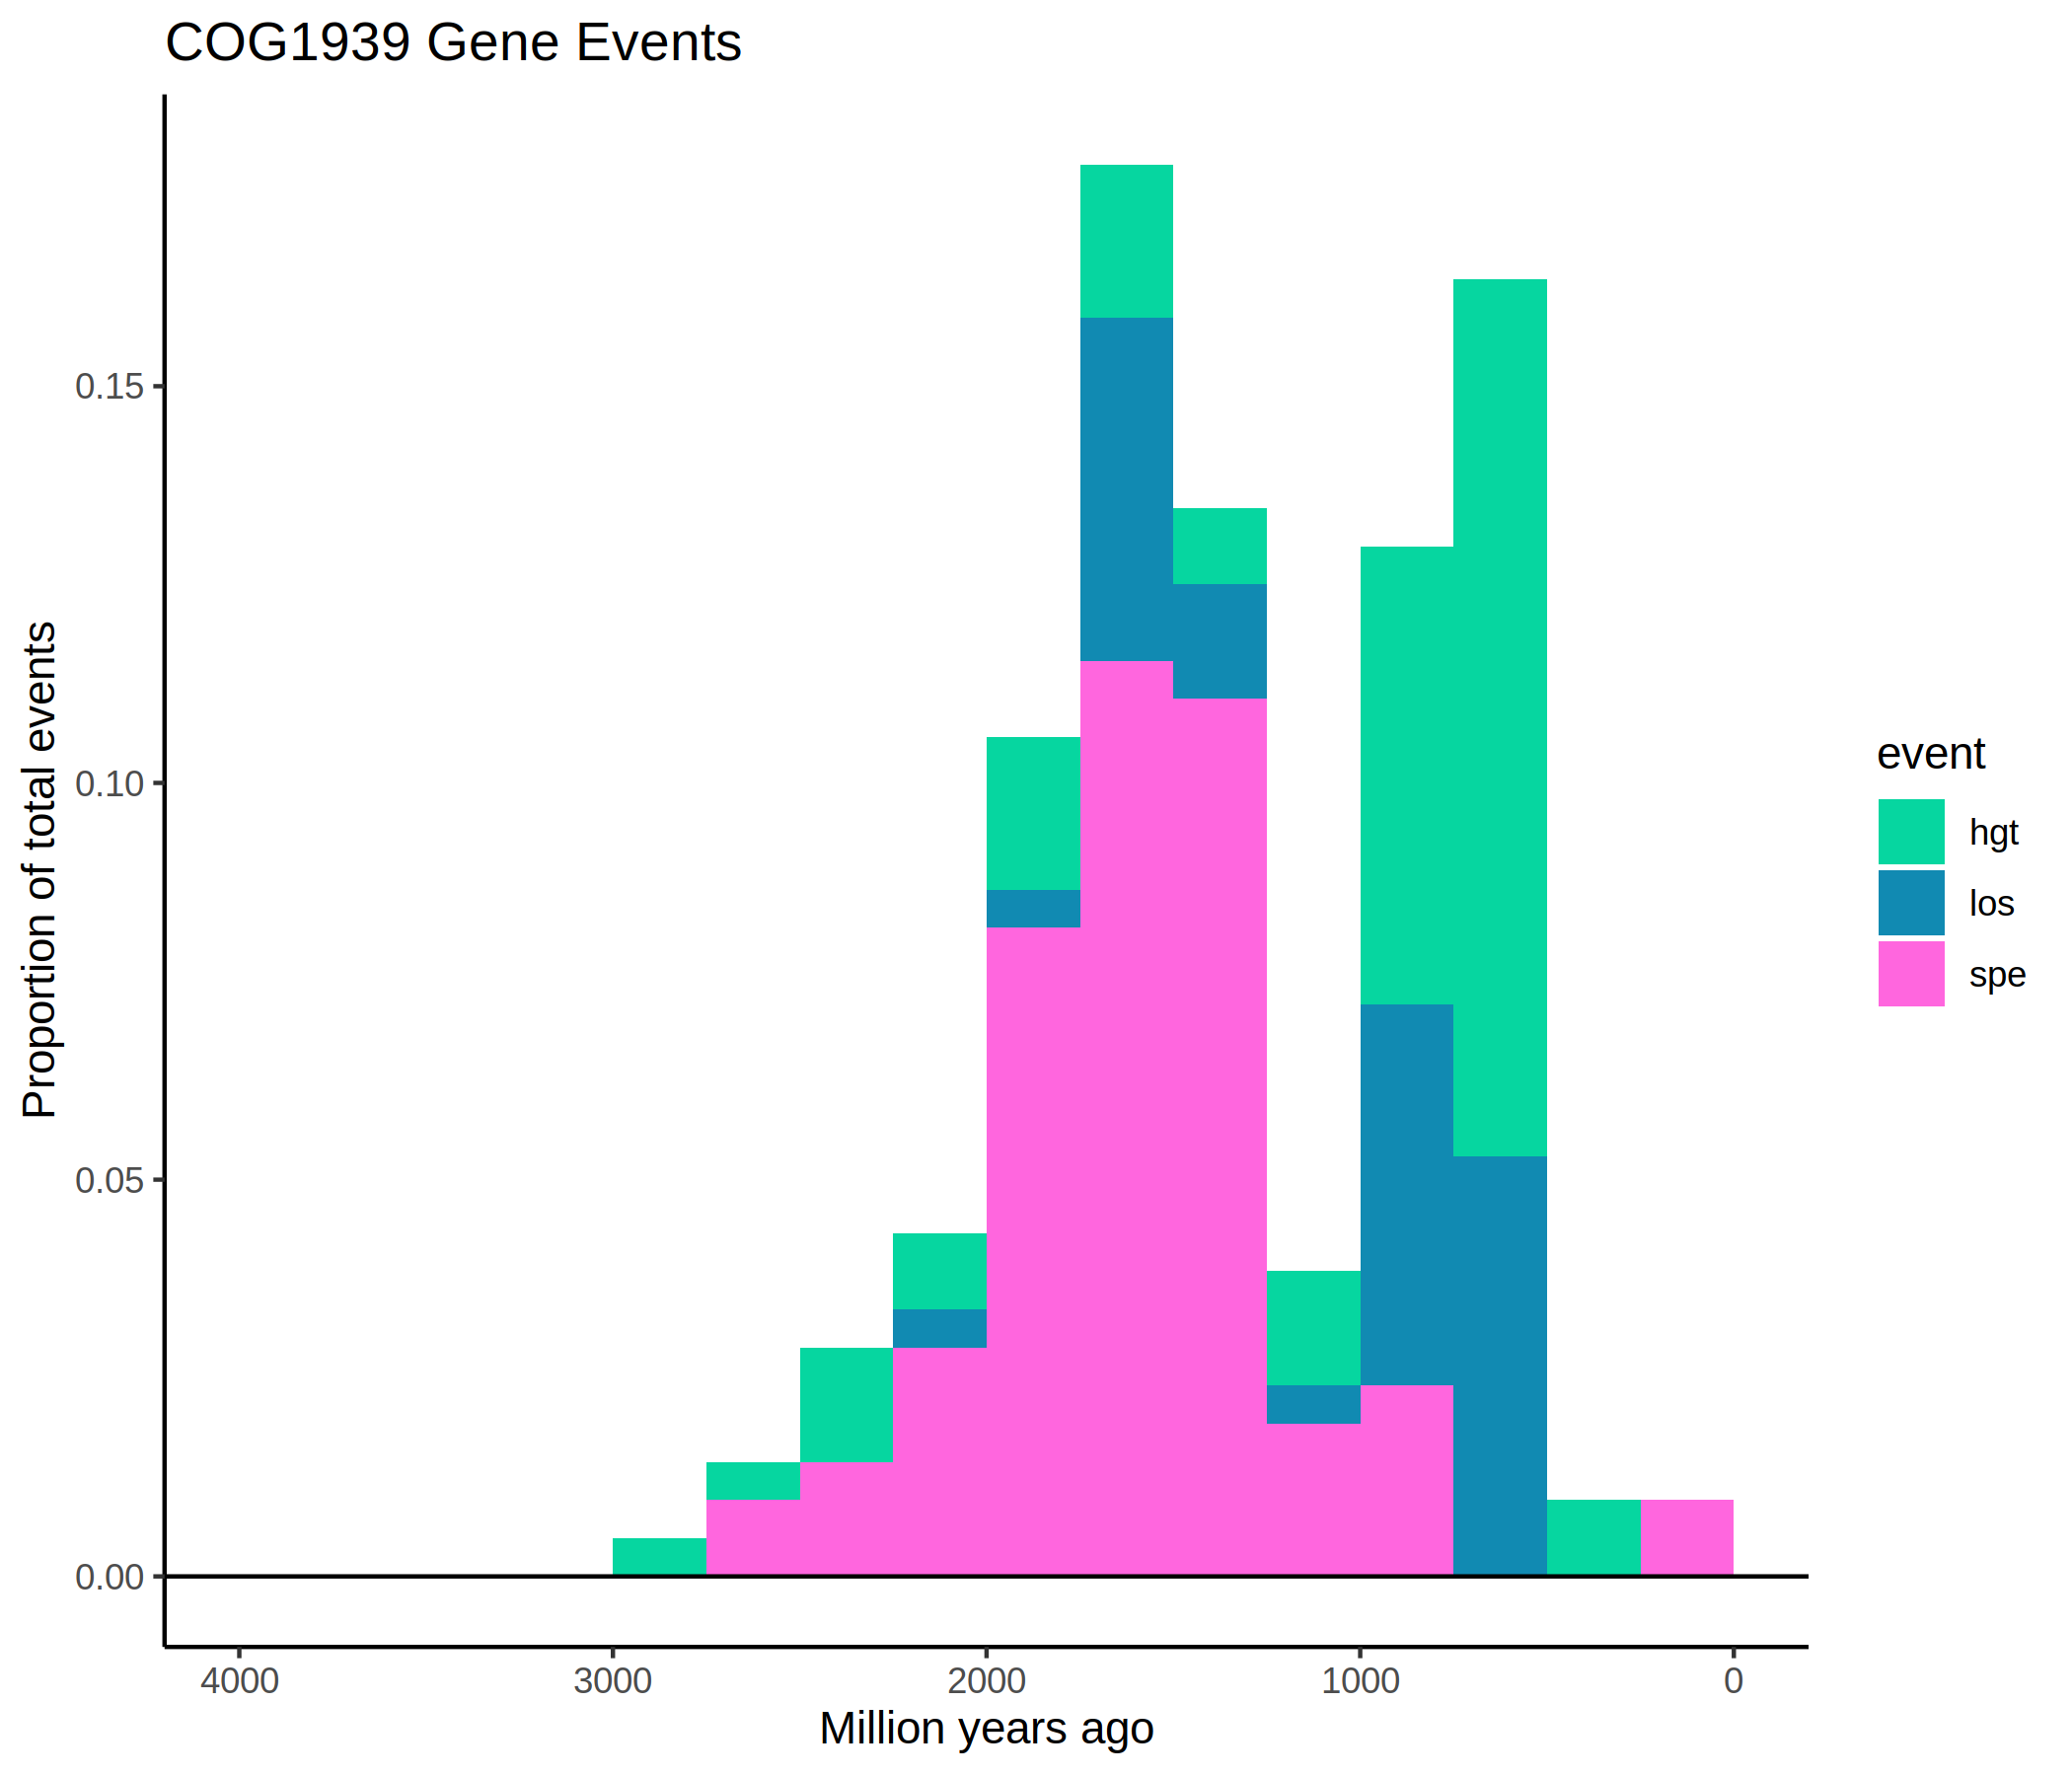 COG1939 Gene Events
Proportion of total events
0.15
0.10
0.05
0.00
4000 3000 2000 1000 0
Million years ago
event
hgt
los
spe